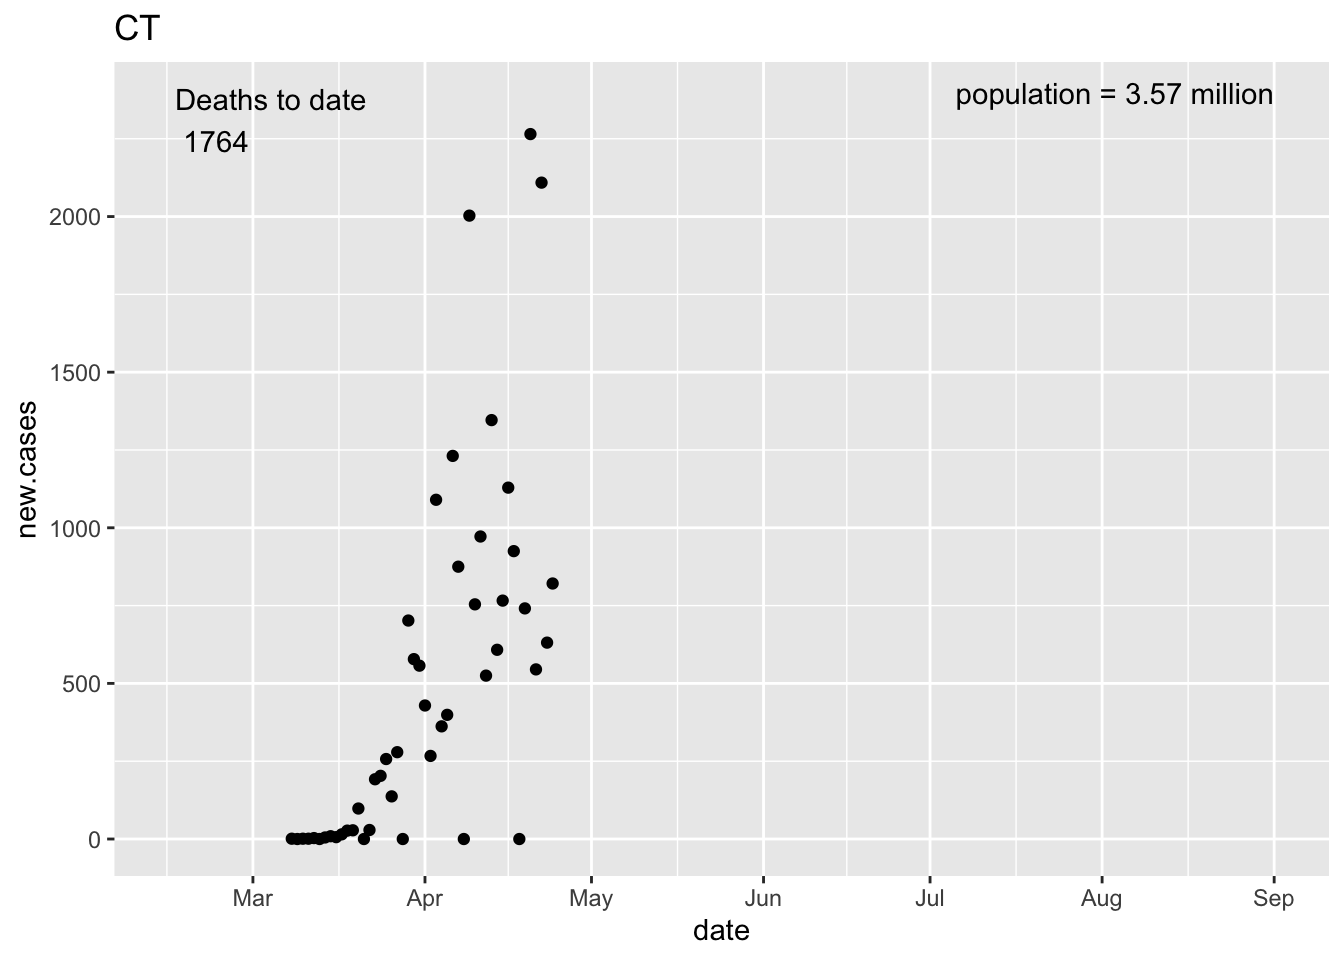 CT
Deaths to date
1764
population = 3.57 million
new.cases
2000
1500
1000
500
0
Mar Apr May Jun Jul Aug Sep
date